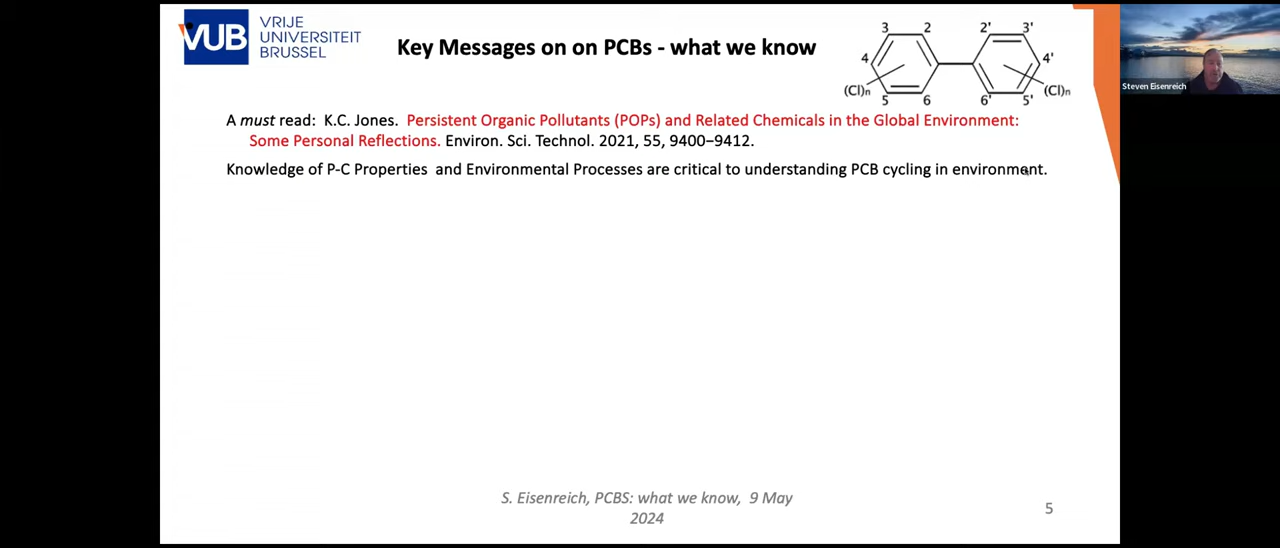 VUB
VRIJE
UNIVERSITEIT
BRUSSEL
Key Messages on on PCBs - what we know
3 2 2' 3'
4 4'
(Cl)n 5 6 6' 5' (Cl)n
Steven Eisenreich
A must read: K.C. Jones. Persistent Organic Pollutants (POPs) and Related Chemicals in the Global Environment:
Some Personal Reflections. Environ. Sci. Technol. 2021, 55, 9400−9412.
Knowledge of P-C Properties and Environmental Processes are critical to understanding PCB cycling in environment.
S. Eisenreich, PCBS: what we know, 9 May
2024
5